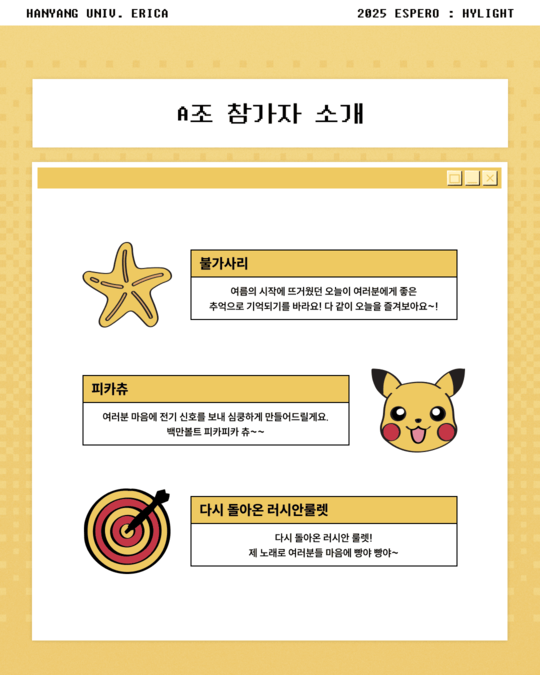 HANYANG UNIV. ERICA
2025 ESPERO : HYLIGHT
A조 참가자 소개
불가사리
여름의 시작에 뜨거웠던 오늘이 여러분에게 좋은
추억으로 기억되기를 바라요! 다 같이 오늘을 즐겨보아요~!
피카츄
여러분 마음에 전기 신호를 보내 심쿵하게 만들어드릴게요.
백만볼트 피카피카 츄~~
다시 돌아온 러시안룰렛
다시 돌아온 러시안 룰렛!
제 노래로 여러분들 마음에 빵야 빵야~